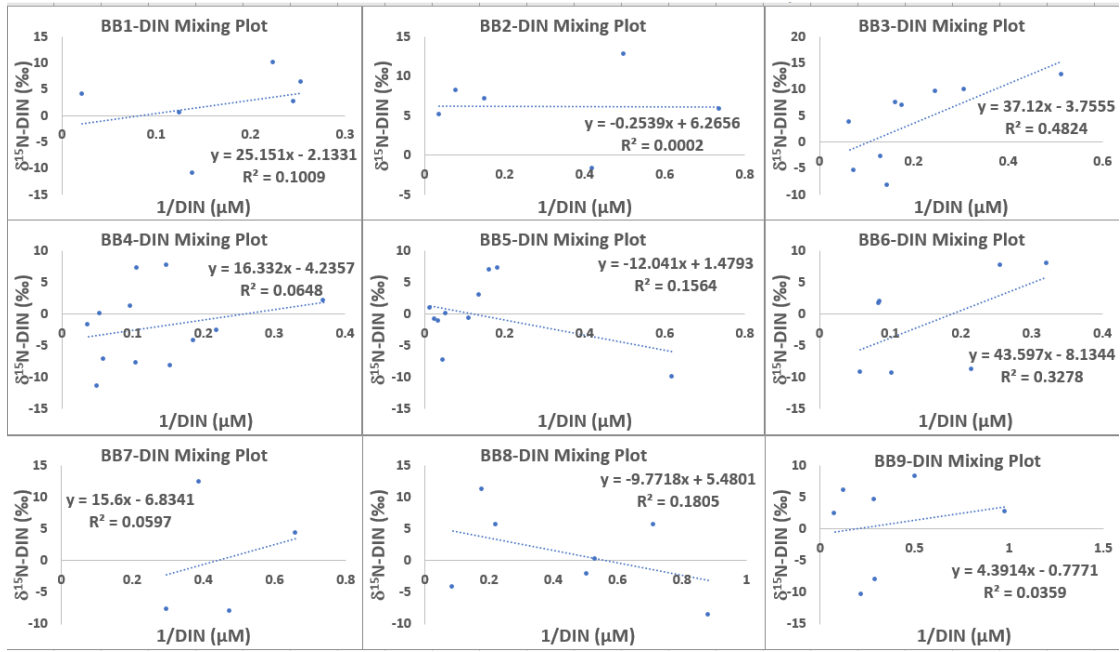 BB1-DIN Mixing Plot
δ¹⁵N-DIN (‰)
15
10
5
0
-5
-10
-15
0
0.1
0.2
0.3
y = 25.151x - 2.1331
R² = 0.1009
1/DIN (µM)
BB2-DIN Mixing Plot
δ¹⁵N-DIN (‰)
15
10
5
0
-5
0
0.2
0.4
0.6
0.8
y = -0.2539x + 6.2656
R² = 0.0002
1/DIN (µM)
BB3-DIN Mixing Plot
δ¹⁵N-DIN (‰)
20
15
10
5
0
-5
-10
0
0.2
0.4
0.6
y = 37.12x - 3.7555
R² = 0.4824
1/DIN (µM)
BB4-DIN Mixing Plot
δ¹⁵N-DIN (‰)
10
5
0
-5
-10
-15
0
0.1
0.2
0.3
0.4
y = 16.332x - 4.2357
R² = 0.0648
1/DIN (µM)
BB5-DIN Mixing Plot
δ¹⁵N-DIN (‰)
10
5
0
-5
-10
-15
0
0.2
0.4
0.6
0.8
y = -12.041x + 1.4793
R² = 0.1564
1/DIN (µM)
BB6-DIN Mixing Plot
δ¹⁵N-DIN (‰)
10
5
0
-5
-10
-15
0
0.1
0.2
0.3
0.4
y = 43.597x - 8.1344
R² = 0.3278
1/DIN (µM)
BB7-DIN Mixing Plot
δ¹⁵N-DIN (‰)
15
10
5
0
-5
-10
0
0.2
0.4
0.6
0.8
y = 15.6x - 6.8341
R² = 0.0597
1/DIN (µM)
BB8-DIN Mixing Plot
δ¹⁵N-DIN (‰)
15
10
5
0
-5
-10
0
0.2
0.4
0.6
0.8
1
y = -9.7718x + 5.4801
R² = 0.1805
1/DIN (µM)
BB9-DIN Mixing Plot
δ¹⁵N-DIN (‰)
10
5
0
-5
-10
-15
0
0.5
1
1.5
y = 4.3914x - 0.7771
R² = 0.0359
1/DIN (µM)